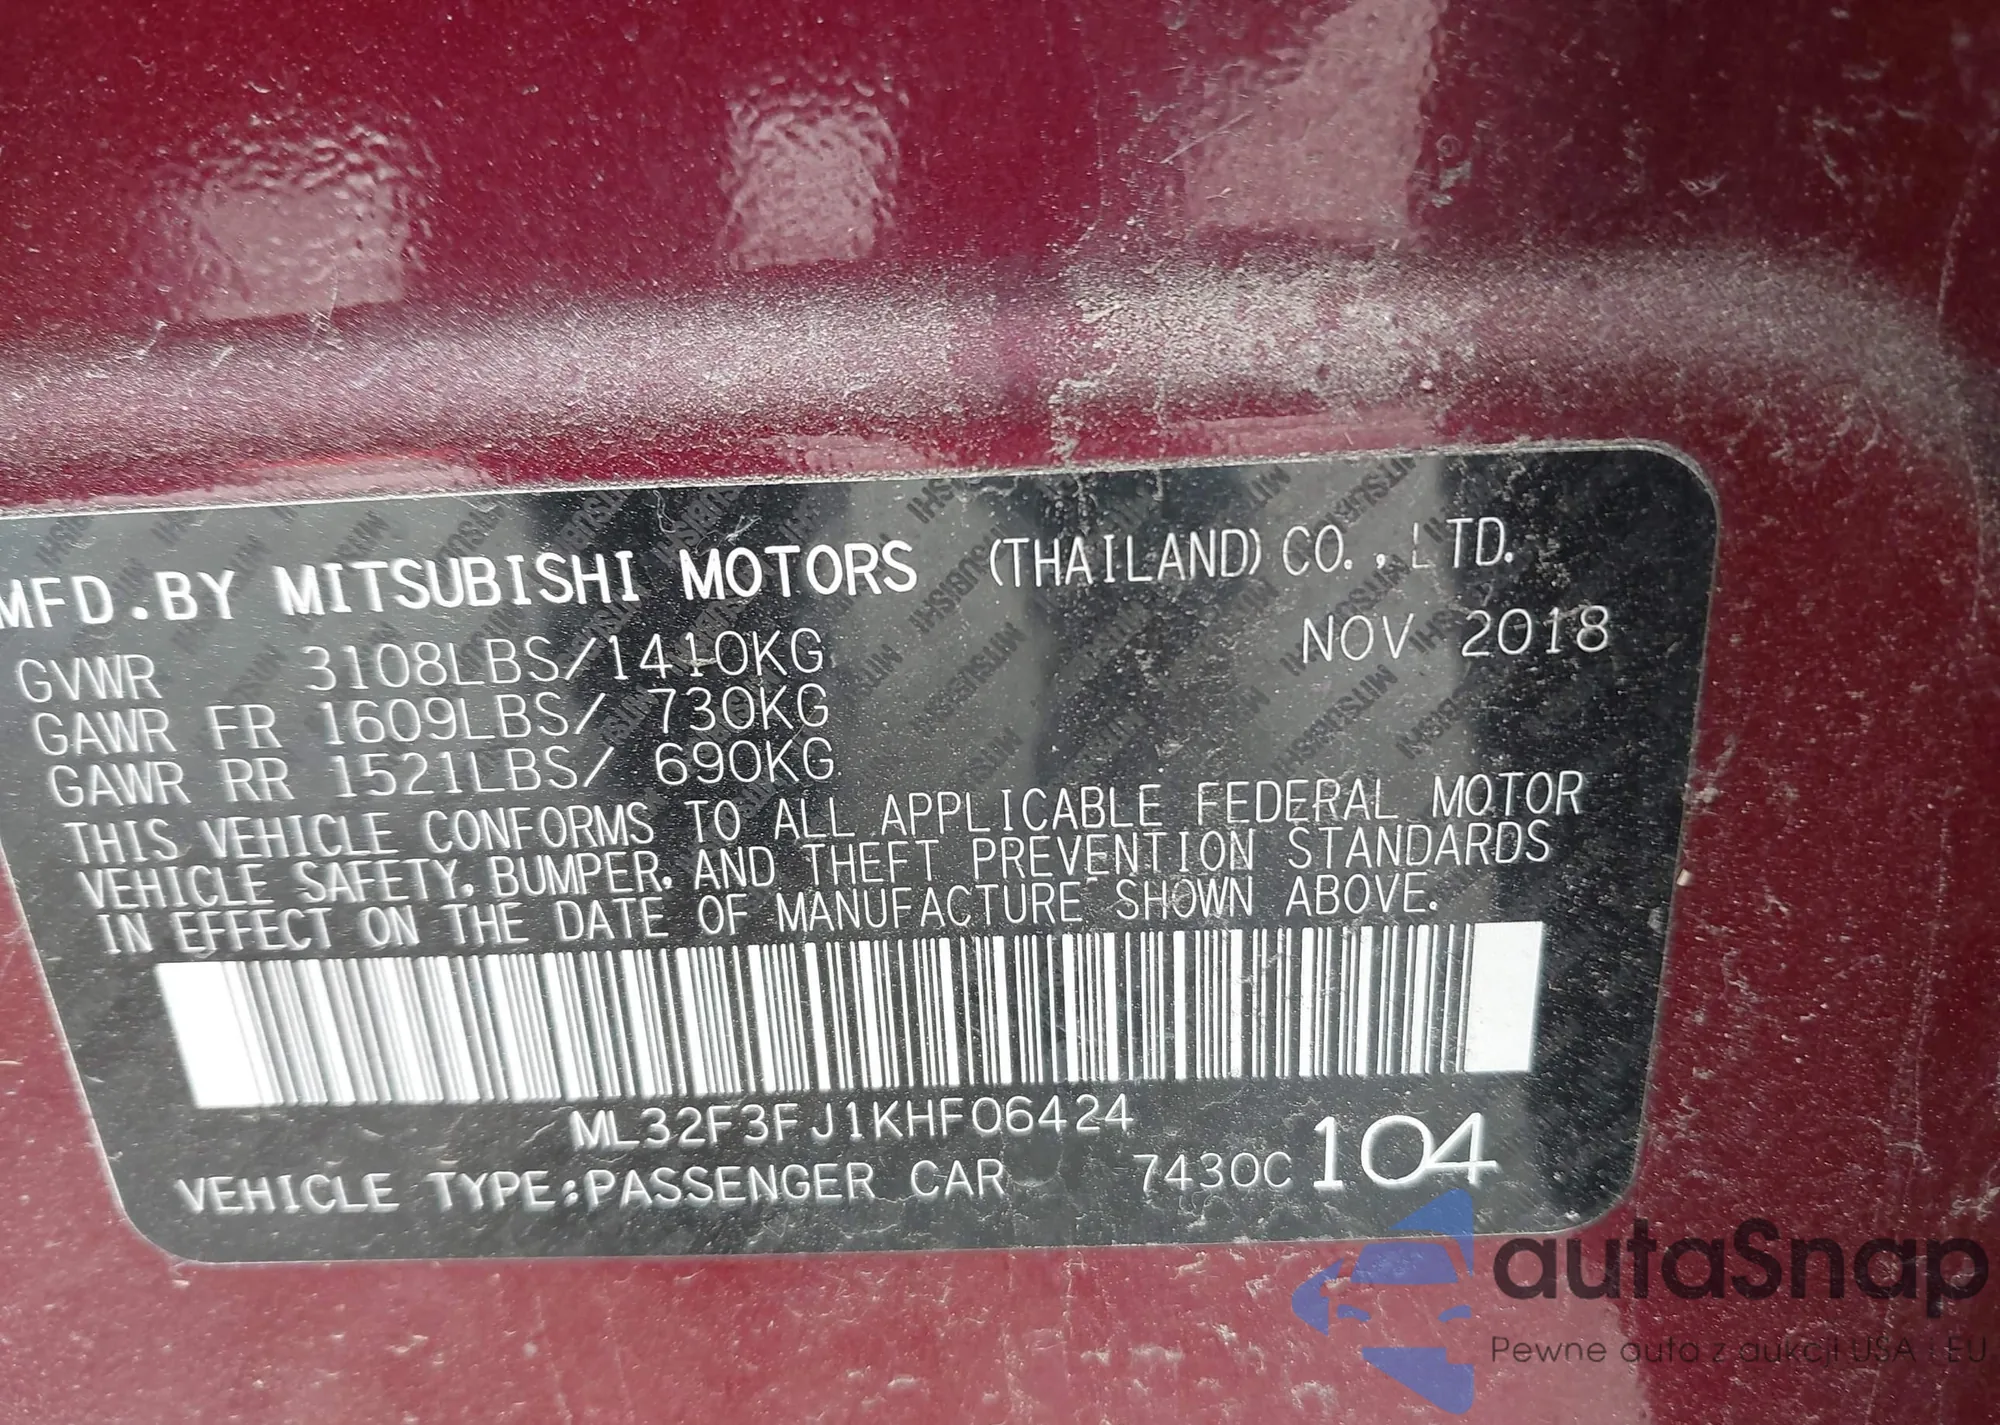 MFD.BY MITSUBISHI MOTORS (THAILAND) CO.,LTD.
NOV 2018
GVWR 3108LBS/1410KG
GAWR FR 1609LBS/ 730KG
GAWR RR 1521LBS/ 690KG
THIS VEHICLE CONFORMS TO ALL APPLICABLE FEDERAL MOTOR
VEHICLE SAFETY, BUMPER, AND THEFT PREVENTION STANDARDS
IN EFFECT ON THE DATE OF MANUFACTURE SHOWN ABOVE.
ML32F3FJ1KHF06424
VEHICLE TYPE:PASSENGER CAR 7430C 104
autaSnap
Pewne auta z aukcji USA i EU